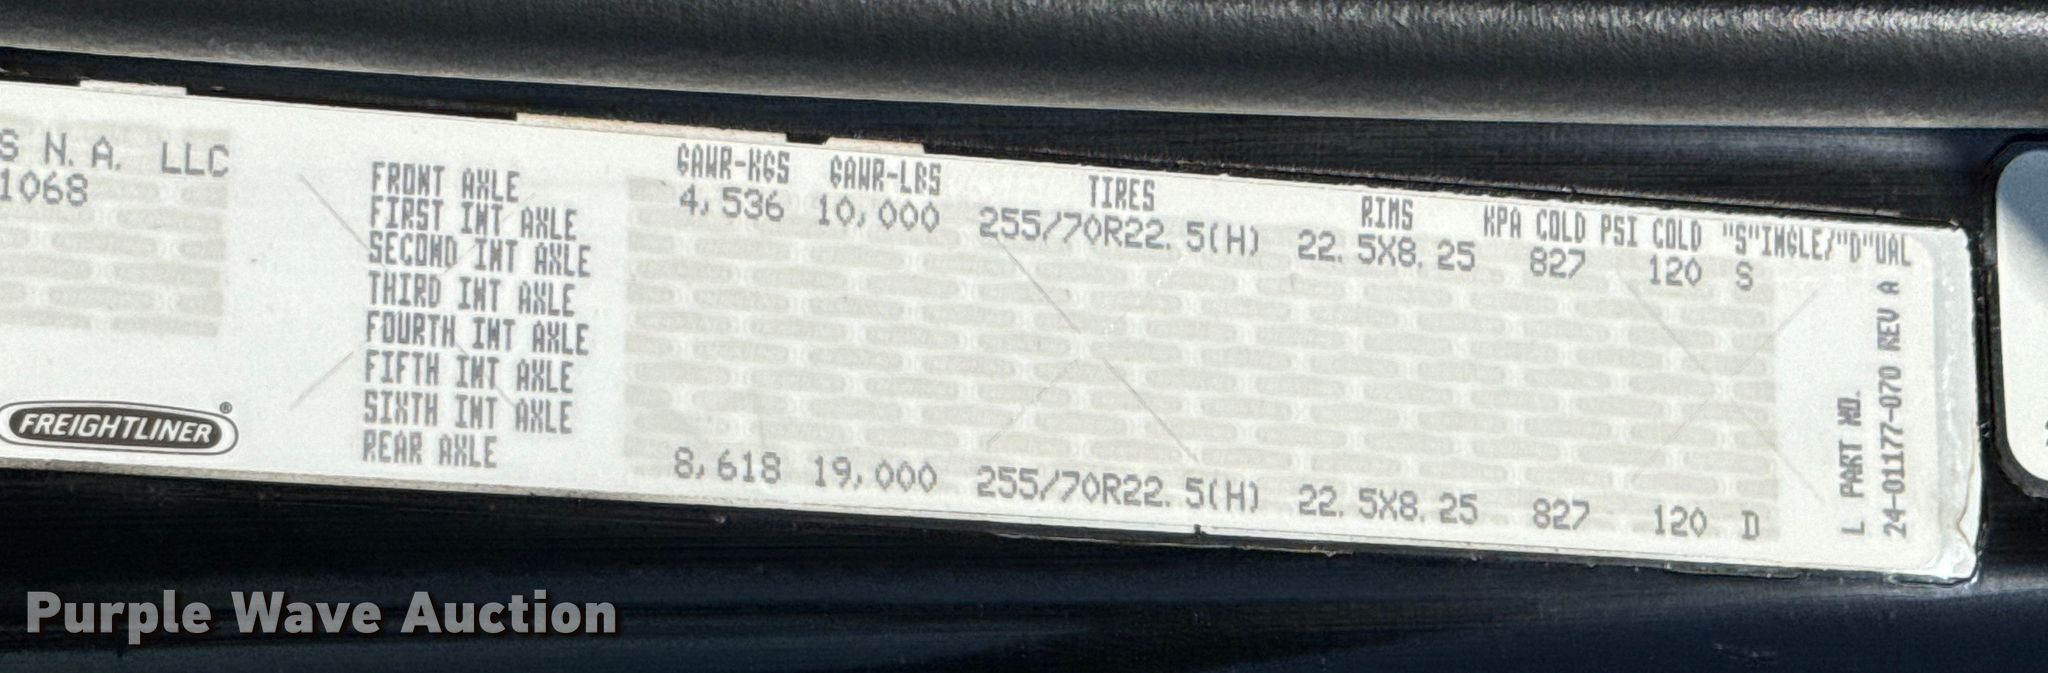 S N.A. LLC
1068
FREIGHTLINER®
GAWR-KGS GAWR-LBS TIRES RIMS KPA COLD PSI COLD "S"INGLE/"D"UAL
FRONT AXLE 4,536 10,000 255/70R22.5(H) 22.5X8.25 827 120 S
FIRST INT AXLE
SECOND INT AXLE
THIRD INT AXLE
FOURTH INT AXLE
FIFTH INT AXLE
SIXTH INT AXLE
REAR AXLE 8,618 19,000 255/70R22.5(H) 22.5X8.25 827 120 D
L PART NO.
24-01177-070 REV A
Purple Wave Auction